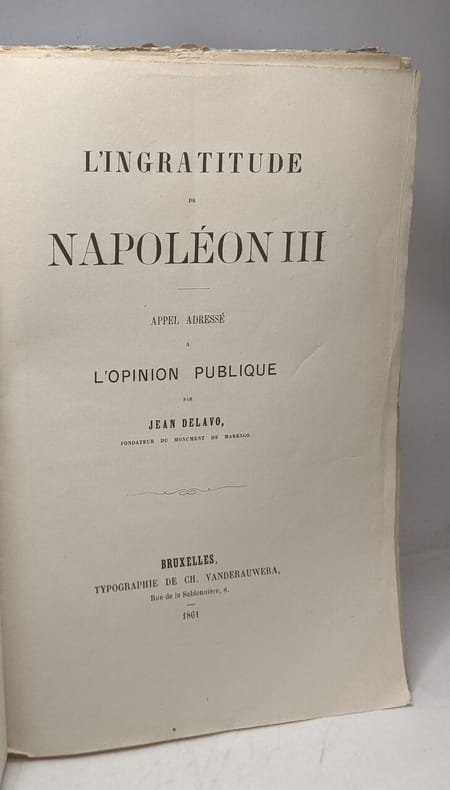 L'INGRATITUDE
DE
NAPOLÉON III
APPEL ADRESSÉ
A
L'OPINION PUBLIQUE
PAR
JEAN DELAVO,
FONDATEUR DU MONUMENT DE MARENGO.
BRUXELLES,
TYPOGRAPHIE DE CH. VANDERAUWERA,
Rue de la Sablonnière, 8.
1861